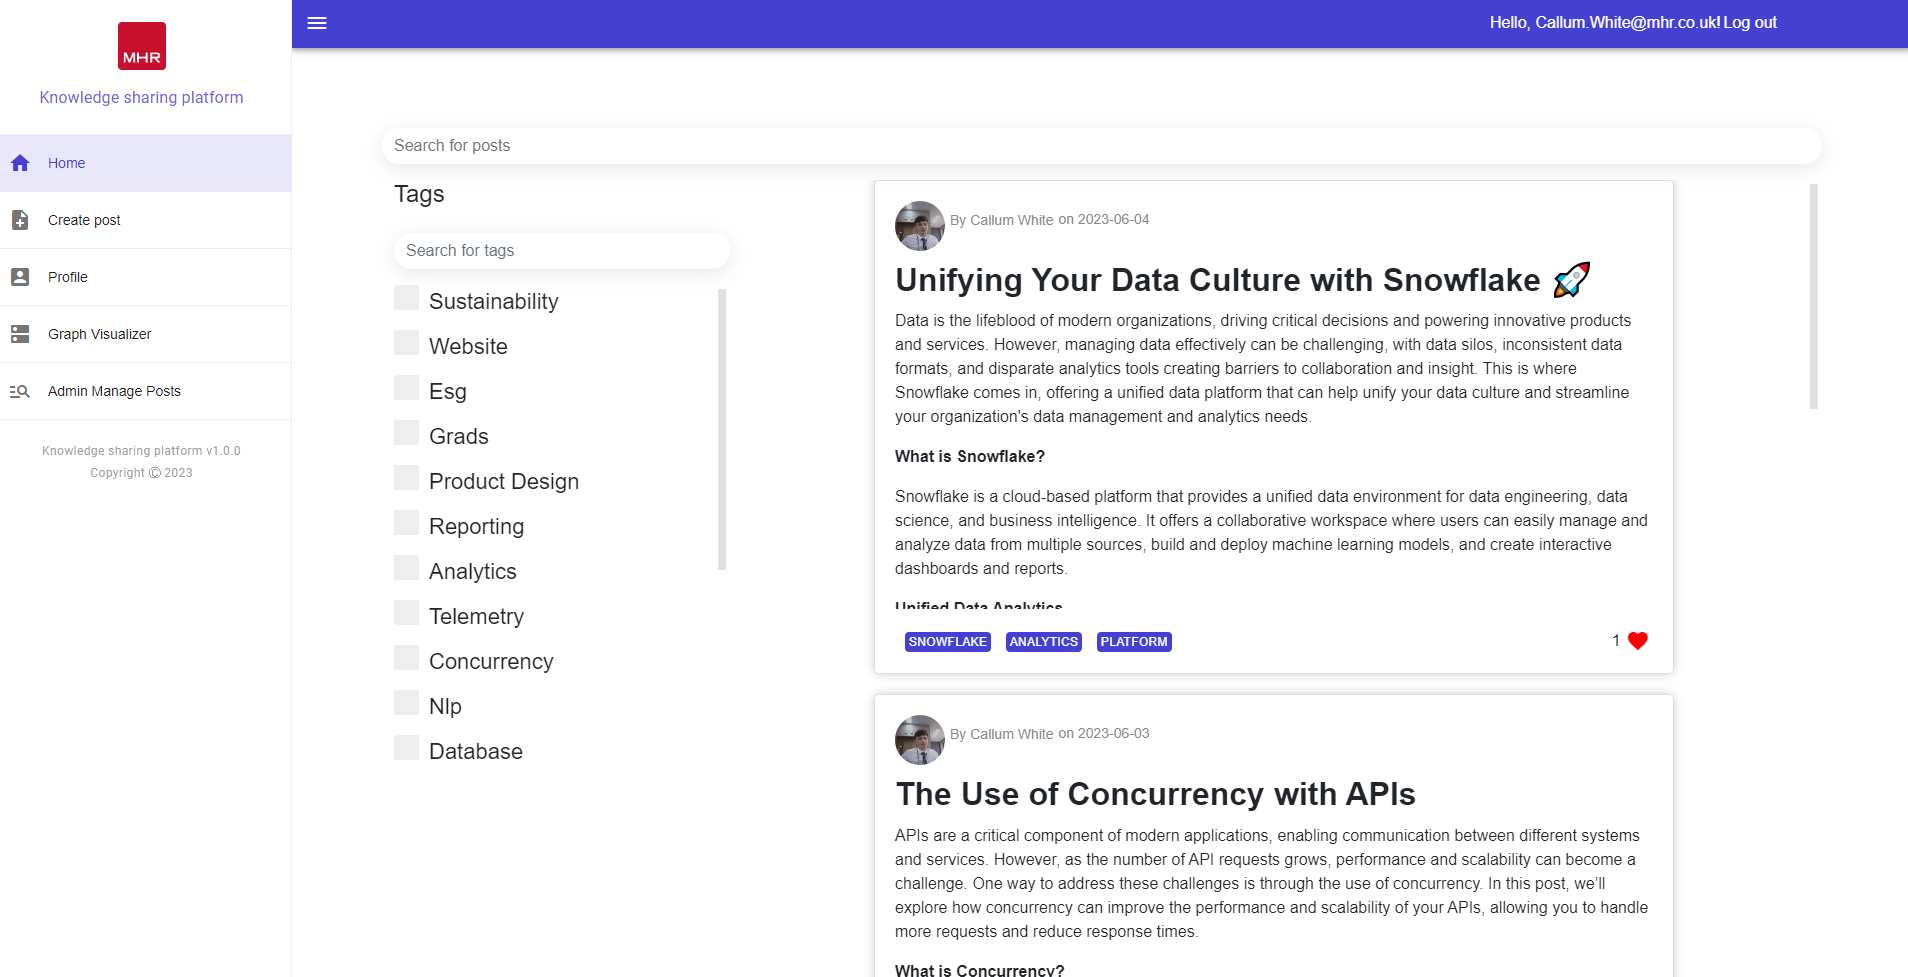 MHR
Knowledge sharing platform
Home
Create post
Profile
Graph Visualizer
Admin Manage Posts
Knowledge sharing platform v1.0.0
Copyright © 2023
Hello, Callum.White@mhr.co.uk! Log out
Search for posts
Tags
Search for tags
Sustainability
Website
Esg
Grads
Product Design
Reporting
Analytics
Telemetry
Concurrency
Nlp
Database
By Callum White on 2023-06-04
Unifying Your Data Culture with Snowflake 🚀
Data is the lifeblood of modern organizations, driving critical decisions and powering innovative products
and services. However, managing data effectively can be challenging, with data silos, inconsistent data
formats, and disparate analytics tools creating barriers to collaboration and insight. This is where
Snowflake comes in, offering a unified data platform that can help unify your data culture and streamline
your organization's data management and analytics needs.
What is Snowflake?
Snowflake is a cloud-based platform that provides a unified data environment for data engineering, data
science, and business intelligence. It offers a collaborative workspace where users can easily manage and
analyze data from multiple sources, build and deploy machine learning models, and create interactive
dashboards and reports.
Unified Data Analytics
SNOWFLAKE ANALYTICS PLATFORM 1
By Callum White on 2023-06-03
The Use of Concurrency with APIs
APIs are a critical component of modern applications, enabling communication between different systems
and services. However, as the number of API requests grows, performance and scalability can become a
challenge. One way to address these challenges is through the use of concurrency. In this post, we’ll
explore how concurrency can improve the performance and scalability of your APIs, allowing you to handle
more requests and reduce response times.
What is Concurrency?